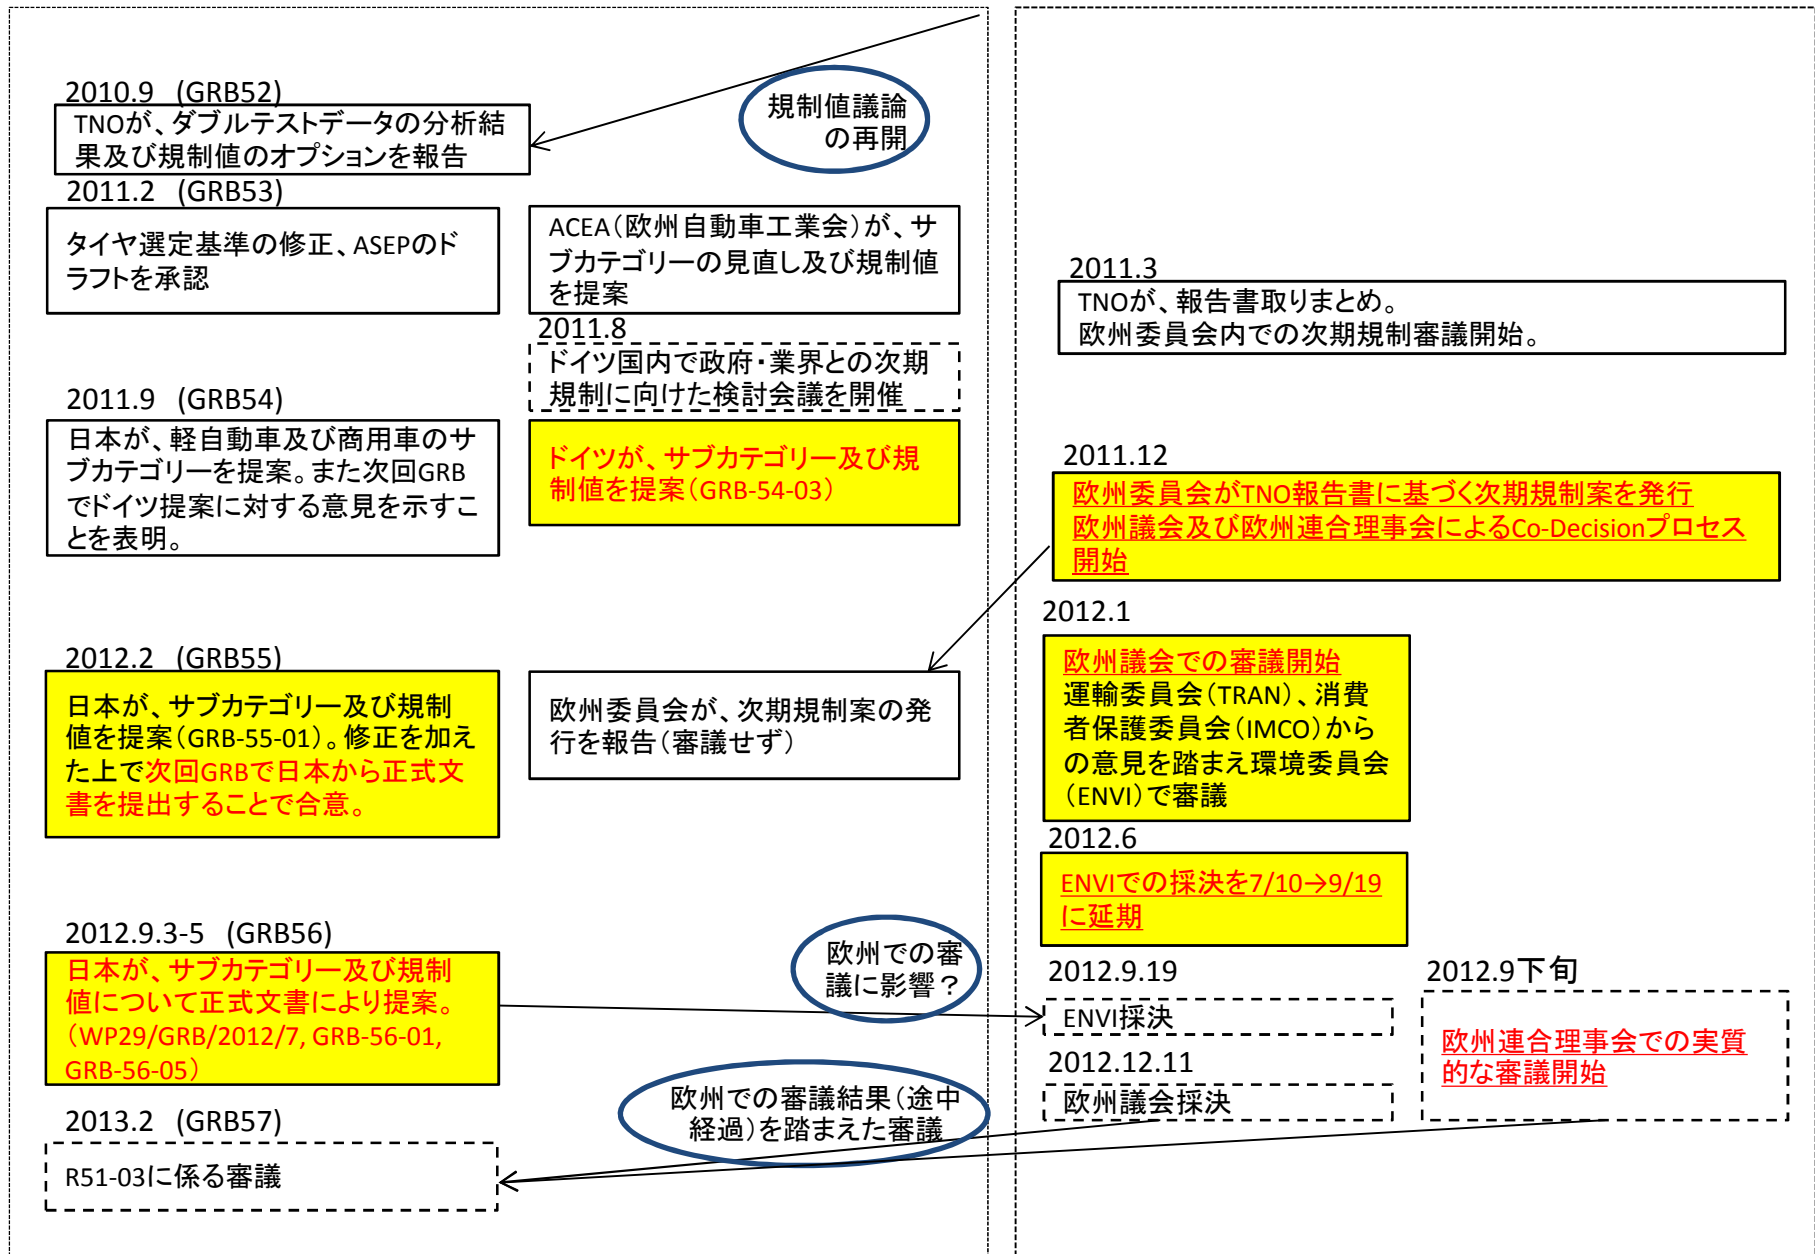 2010.9 (GRB52)
TNOが、ダブルテストデータの分析結
果及び規制値のオプションを報告
規制値議論
の再開
2011.2 (GRB53)
タイヤ選定基準の修正、ASEPのド
ラフトを承認
ACEA(欧州自動車工業会)が、サ
ブカテゴリーの見直し及び規制値
を提案
2011.8
ドイツ国内で政府・業界との次期
規制に向けた検討会議を開催
2011.9 (GRB54)
日本が、軽自動車及び商用車のサ
ブカテゴリーを提案。また次回GRB
でドイツ提案に対する意見を示すこ
とを表明。
ドイツが、サブカテゴリー及び規
制値を提案(GRB-54-03)
2012.2 (GRB55)
日本が、サブカテゴリー及び規制
値を提案(GRB-55-01)。修正を加え
た上で次回GRBで日本から正式文
書を提出することで合意。
欧州委員会が、次期規制案の発
行を報告(審議せず)
2012.9.3-5 (GRB56)
日本が、サブカテゴリー及び規制
値について正式文書により提案。
(WP29/GRB/2012/7, GRB-56-01,
GRB-56-05)
欧州での審
議に影響?
2013.2 (GRB57)
R51-03に係る審議
欧州での審議結果(途中
経過)を踏まえた審議
2011.3
TNOが、報告書取りまとめ。
欧州委員会内での次期規制審議開始。
2011.12
欧州委員会がTNO報告書に基づく次期規制案を発行
欧州議会及び欧州連合理事会によるCo-Decisionプロセス
開始
2012.1
欧州議会での審議開始
運輸委員会(TRAN)、消費
者保護委員会(IMCO)から
の意見を踏まえ環境委員会
(ENVI)で審議
2012.6
ENVIでの採決を7/10→9/19
に延期
2012.9.19
ENVI採決
2012.12.11
欧州議会採決
2012.9下旬
欧州連合理事会での実質
的な審議開始